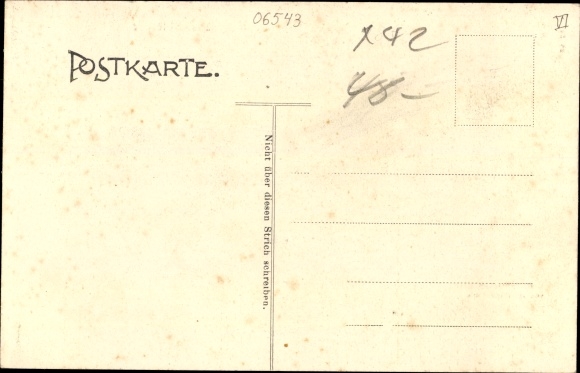 06543
VI
x42
48-
POSTKARTE.
Nicht über diesen Strich schreiben.